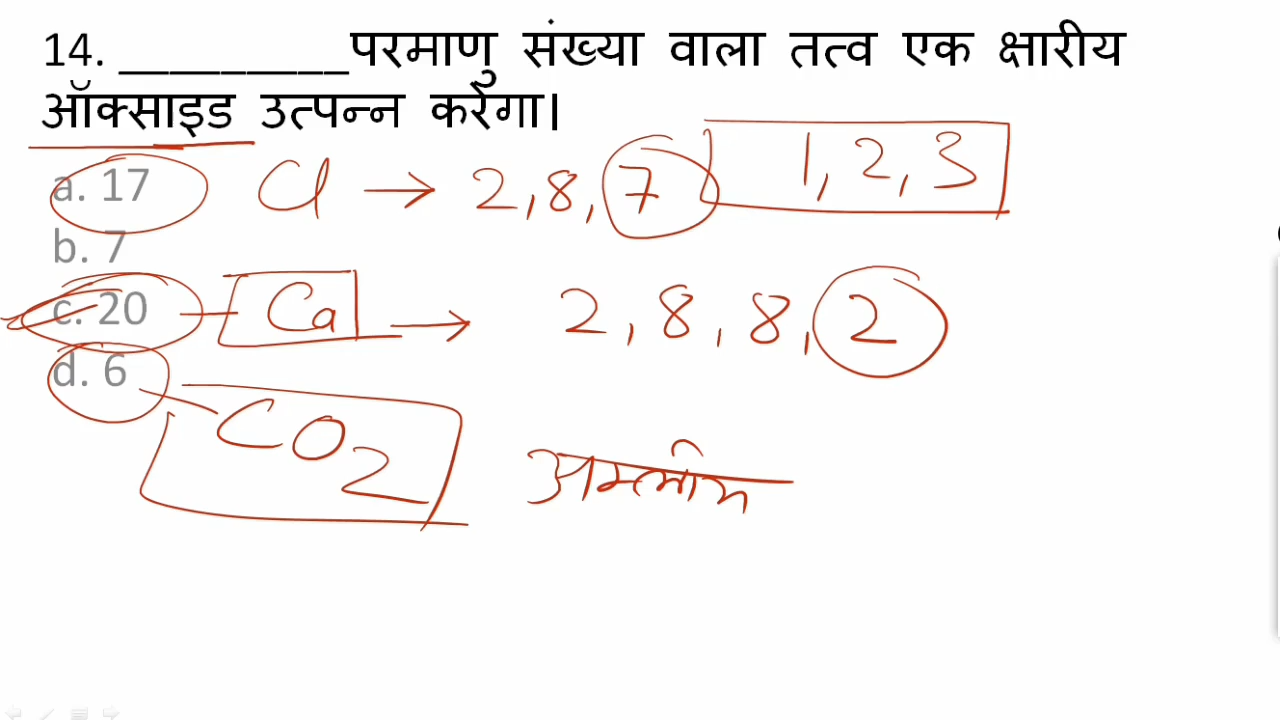 14. __________परमाणु संख्या वाला तत्व एक क्षारीय
ऑक्साइड उत्पन्न करेगा।
a. 17 Cl → 2,8,7 1,2,3
b. 7
c. 20 Ca → 2,8,8,2
d. 6
CO2 अम्लीय